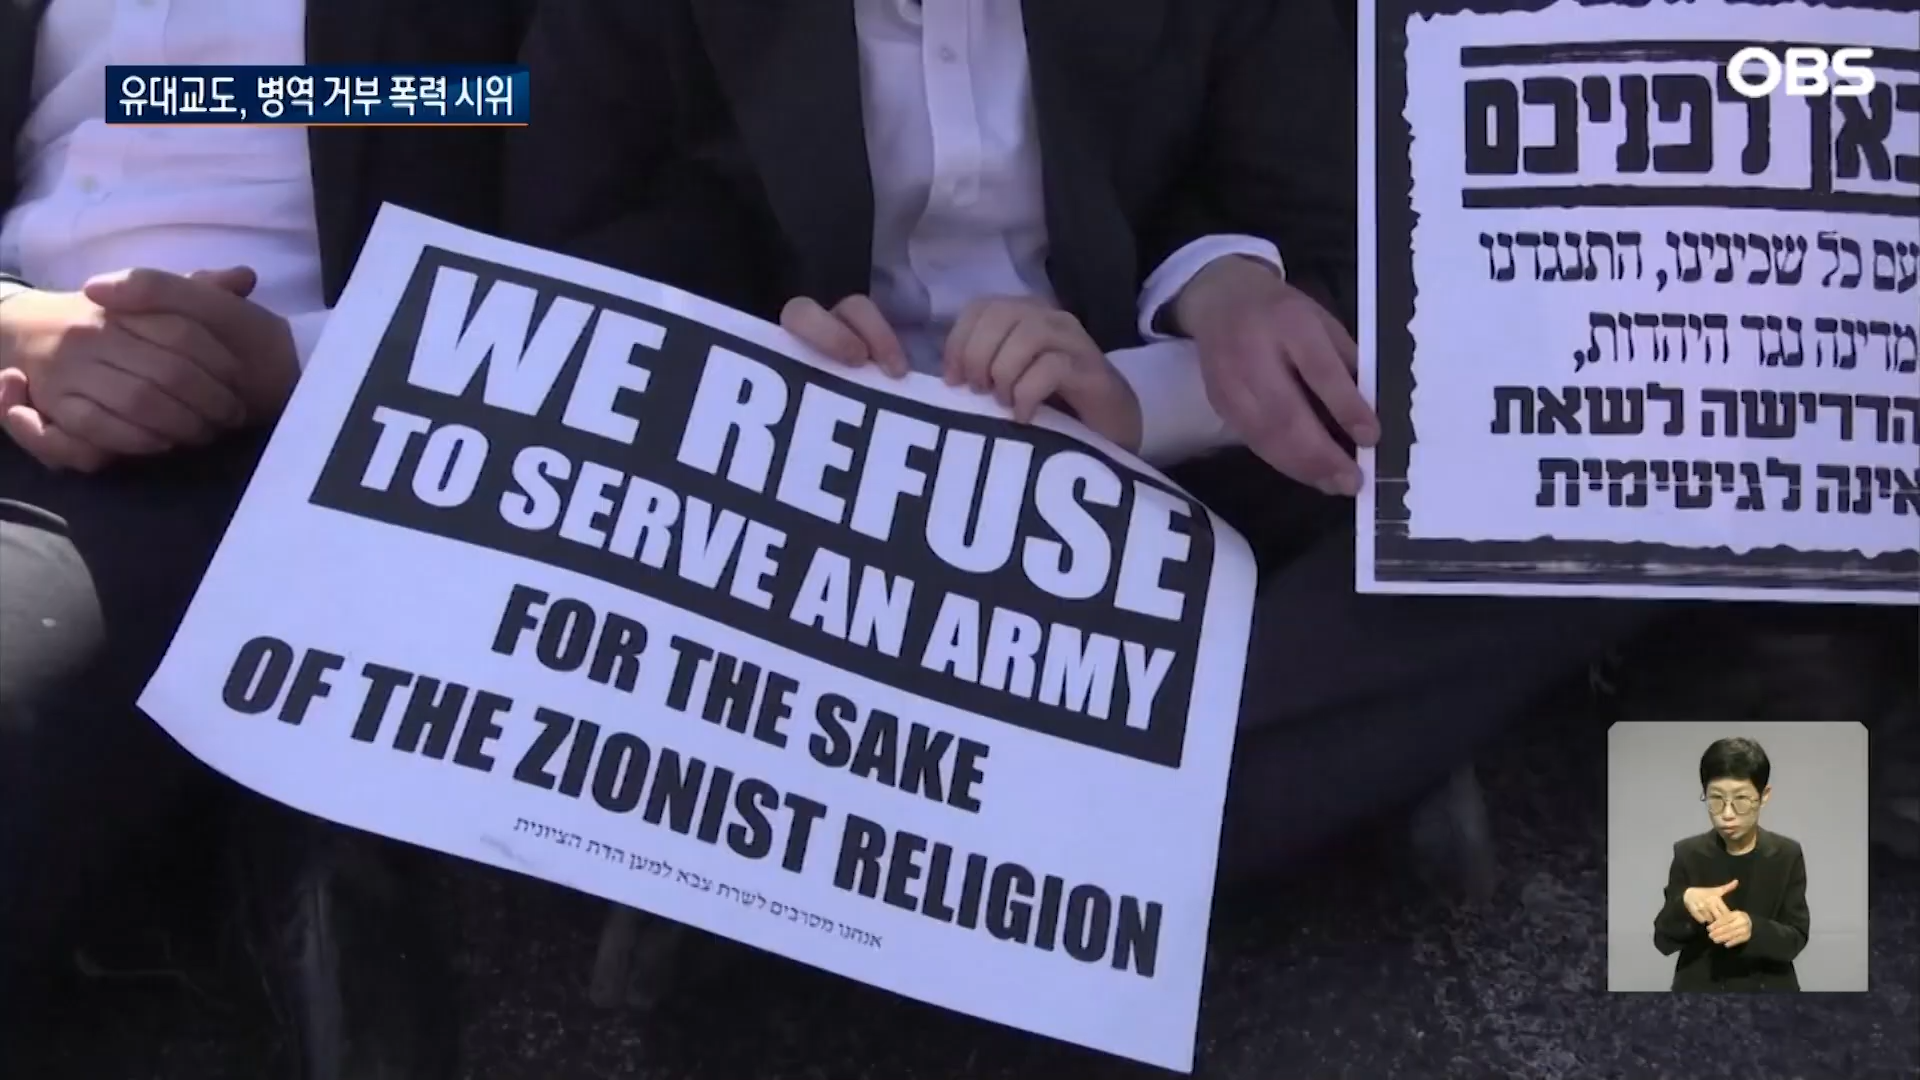 유대교도, 병역 거부 폭력 시위
OBS
WE REFUSE
TO SERVE AN ARMY
FOR THE SAKE
OF THE ZIONIST RELIGION
אנחנו מסרבים לשרת צבא למען הדת הציונית
לפניכם
עם כל שכינינו, התנגדנו
מדינה נגד היהדות,
הדרישה לשאת
אינה לגיטימית